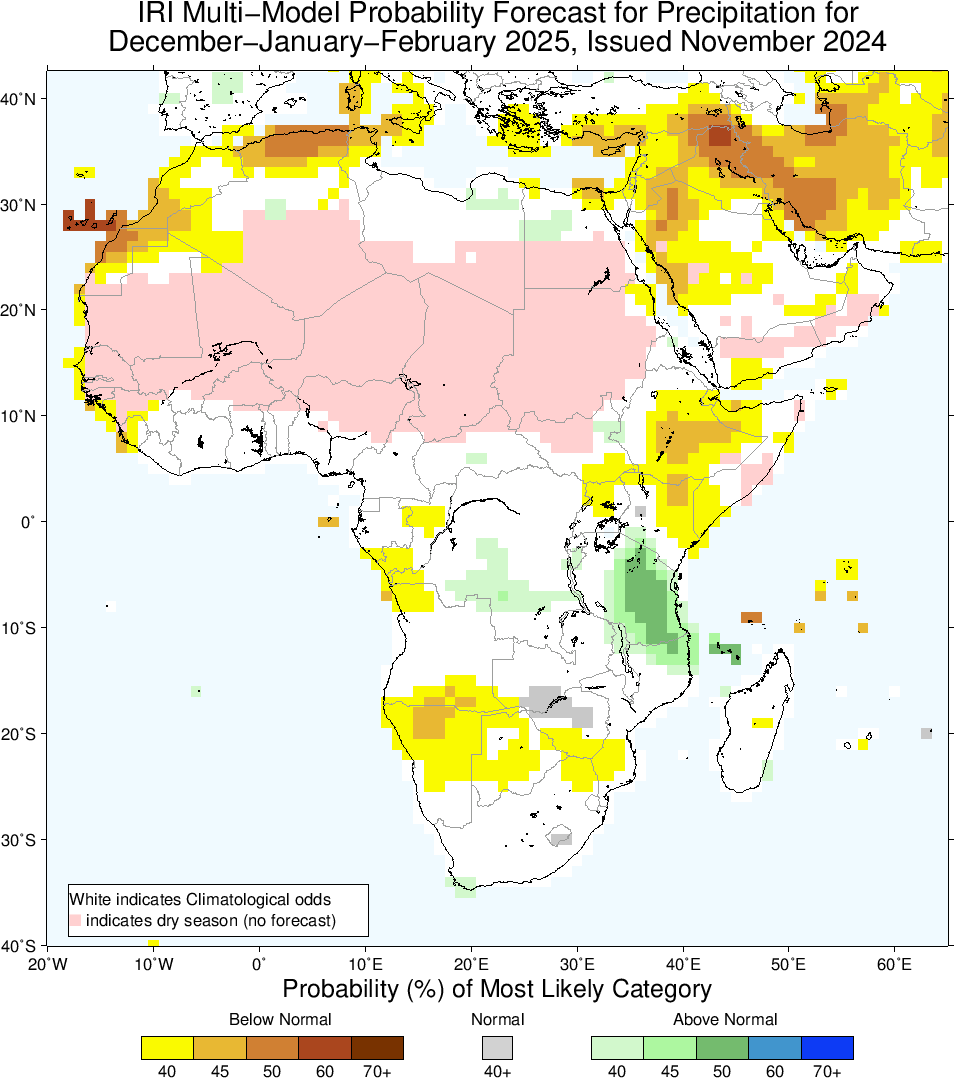 IRI Multi−Model Probability Forecast for Precipitation for
December−January−February 2025, Issued November 2024
40˚N
30˚N
20˚N
10˚N
0˚
10˚S
20˚S
30˚S
40˚S
White indicates Climatological odds
indicates dry season (no forecast)
20˚W 10˚W 0˚ 10˚E 20˚E 30˚E 40˚E 50˚E 60˚E
Probability (%) of Most Likely Category
Below Normal Normal Above Normal
40 45 50 60 70+ 40+ 40 45 50 60 70+